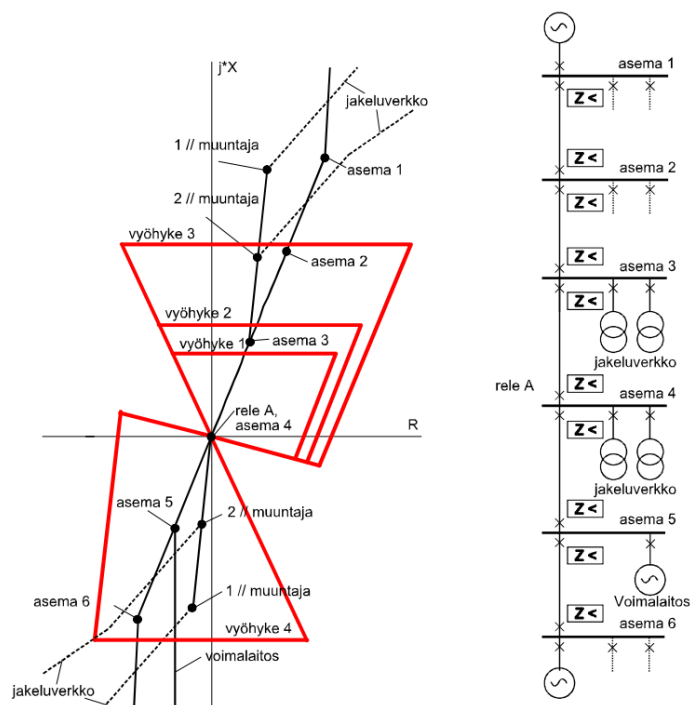 j*X
jakeluverkko
1 // muuntaja
asema 1
2 // muuntaja
vyöhyke 3
asema 2
vyöhyke 2
vyöhyke 1
asema 3
rele A,
asema 4
R
asema 5
2 // muuntaja
1 // muuntaja
asema 6
vyöhyke 4
voimalaitos
jakeluverkko
asema 1
Z <
Z <
asema 2
Z <
Z <
asema 3
Z <
jakeluverkko
rele A
Z <
asema 4
Z <
jakeluverkko
Z <
asema 5
Z <
Voimalaitos
Z <
asema 6